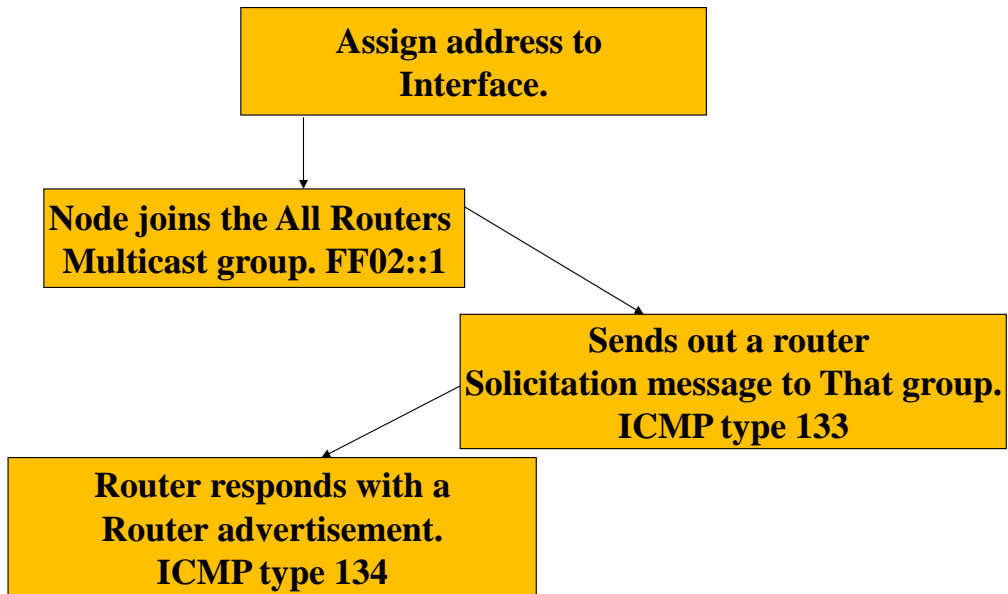 Assign address to
Interface.
Node joins the All Routers
Multicast group. FF02::1
Sends out a router
Solicitation message to That group.
ICMP type 133
Router responds with a
Router advertisement.
ICMP type 134